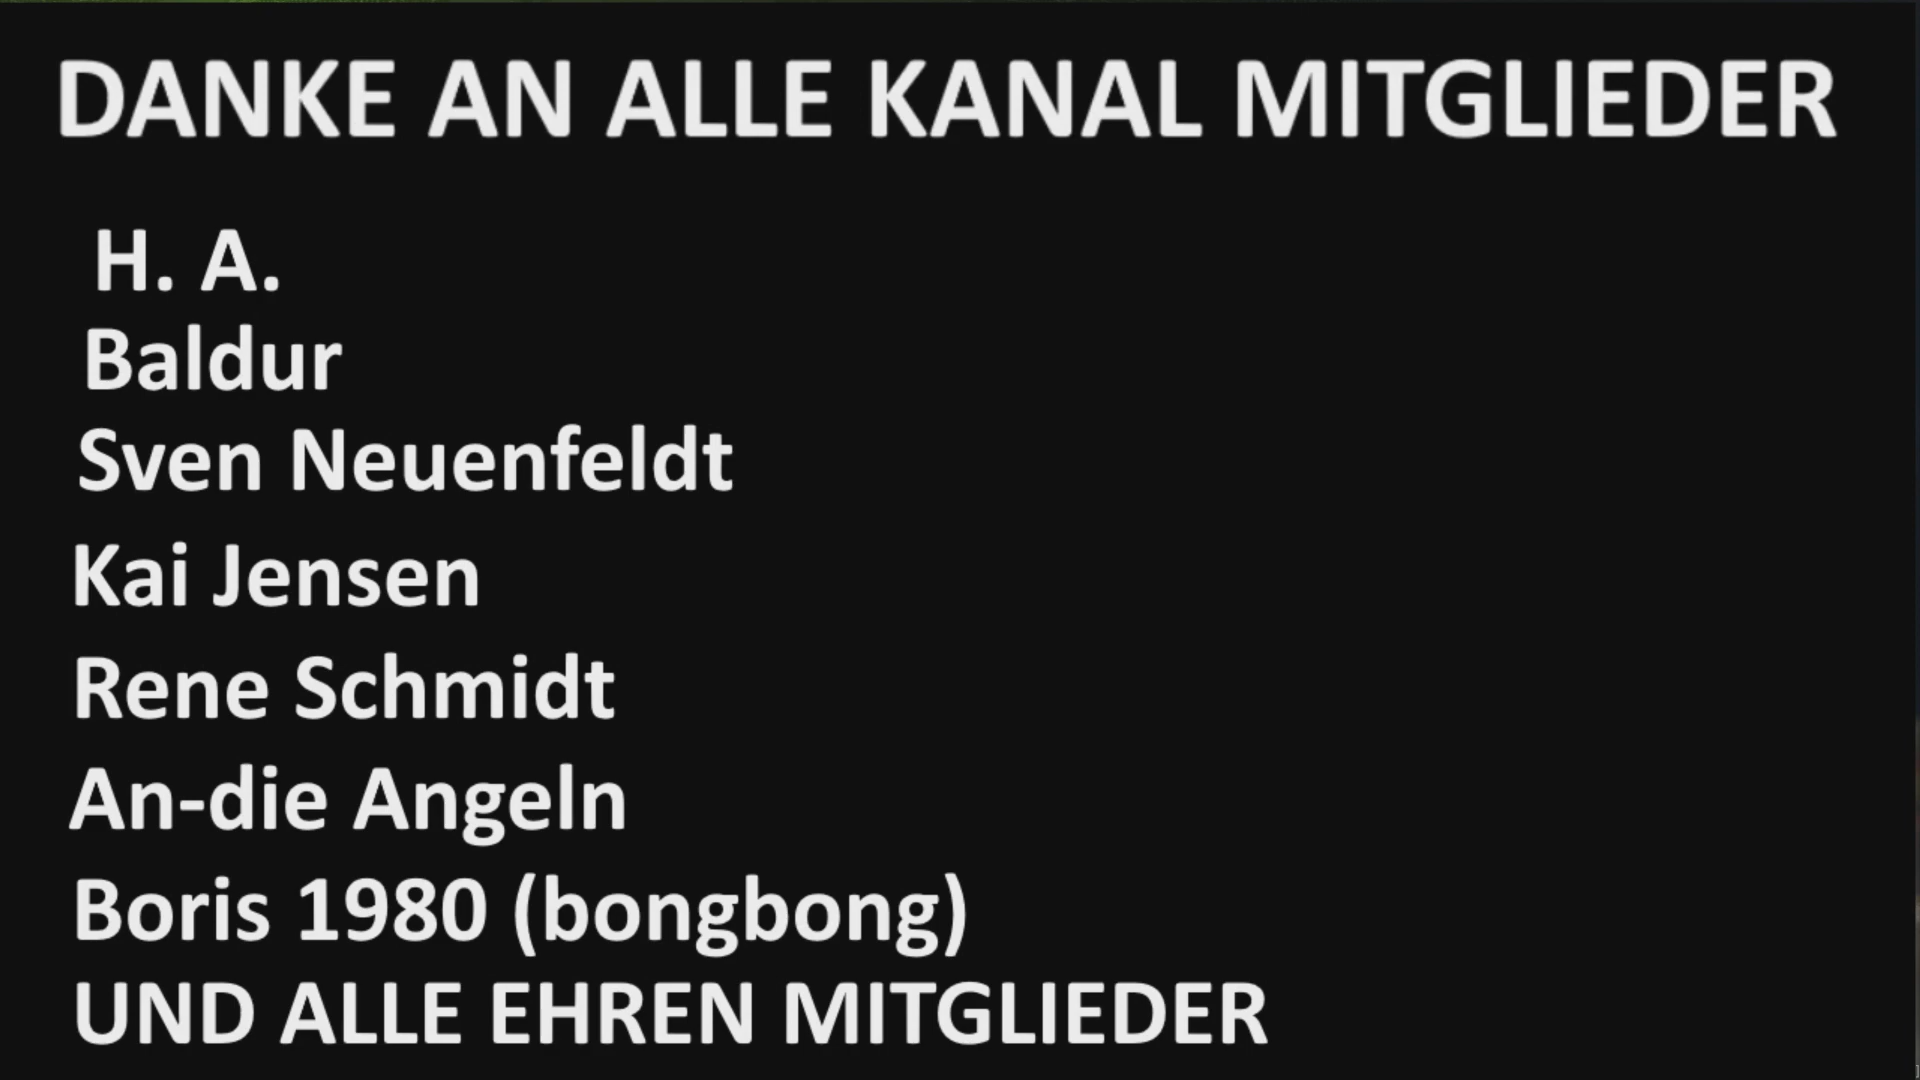 DANKE AN ALLE KANAL MITGLIEDER
H. A.
Baldur
Sven Neuenfeldt
Kai Jensen
Rene Schmidt
An-die Angeln
Boris 1980 (bongbong)
UND ALLE EHREN MITGLIEDER